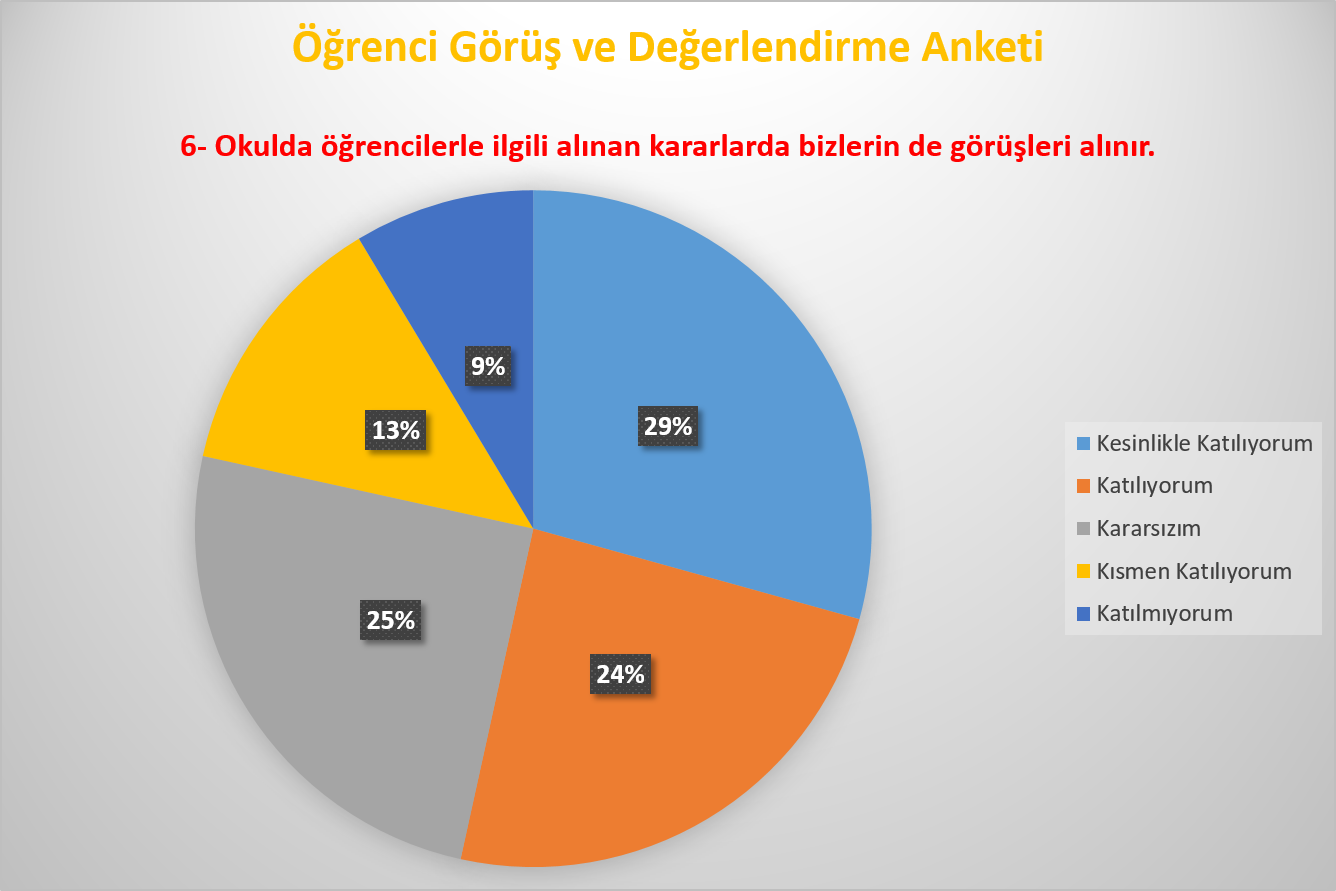 Öğrenci Görüş ve Değerlendirme Anketi
6- Okulda öğrencilerle ilgili alınan kararlarda bizlerin de görüşleri alınır.
9%
29%
13%
25%
24%
Kesinlikle Katılıyorum
Katılıyorum
Kararsızım
Kısmen Katılıyorum
Katılmıyorum